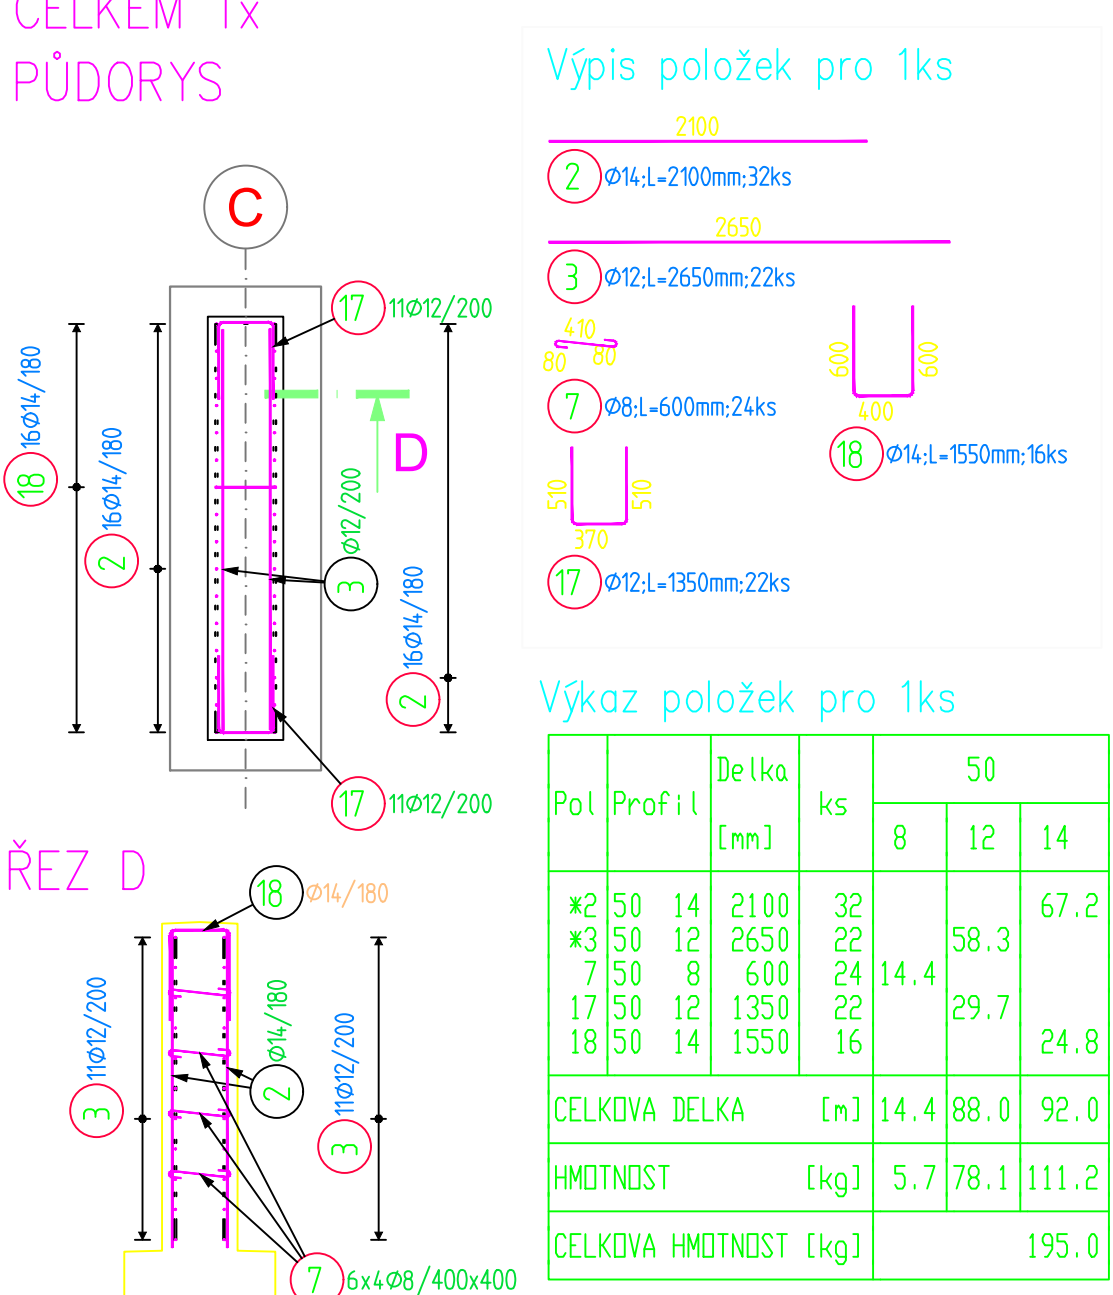 CELKEM 1x
PŮDORYS
C
17 11Ø12/200
18 16Ø14/180
2 16Ø14/180
D
Ø12/200
3
2 16Ø14/180
17 11Ø12/200
ŘEZ D
18 Ø14/180
3 11Ø12/200
Ø14/180
2
3 11Ø12/200
7 6x4Ø8/400x400
Výpis položek pro 1ks
2100
2 Ø14;L=2100mm;32ks
2650
3 Ø12;L=2650mm;22ks
410
80 80
7 Ø8;L=600mm;24ks
600 600
400
18 Ø14;L=1550mm;16ks
510 510
370
17 Ø12;L=1350mm;22ks
Výkaz položek pro 1ks
Pol Profil Delka [mm] ks 50
8 12 14
*2 50 14 2100 32 67.2
*3 50 12 2650 22 58.3
7 50 8 600 24 14.4
17 50 12 1350 22 29.7
18 50 14 1550 16 24.8
CELKOVA DELKA [m] 14.4 88.0 92.0
HMOTNOST [kg] 5.7 78.1 111.2
CELKOVA HMOTNOST [kg] 195.0